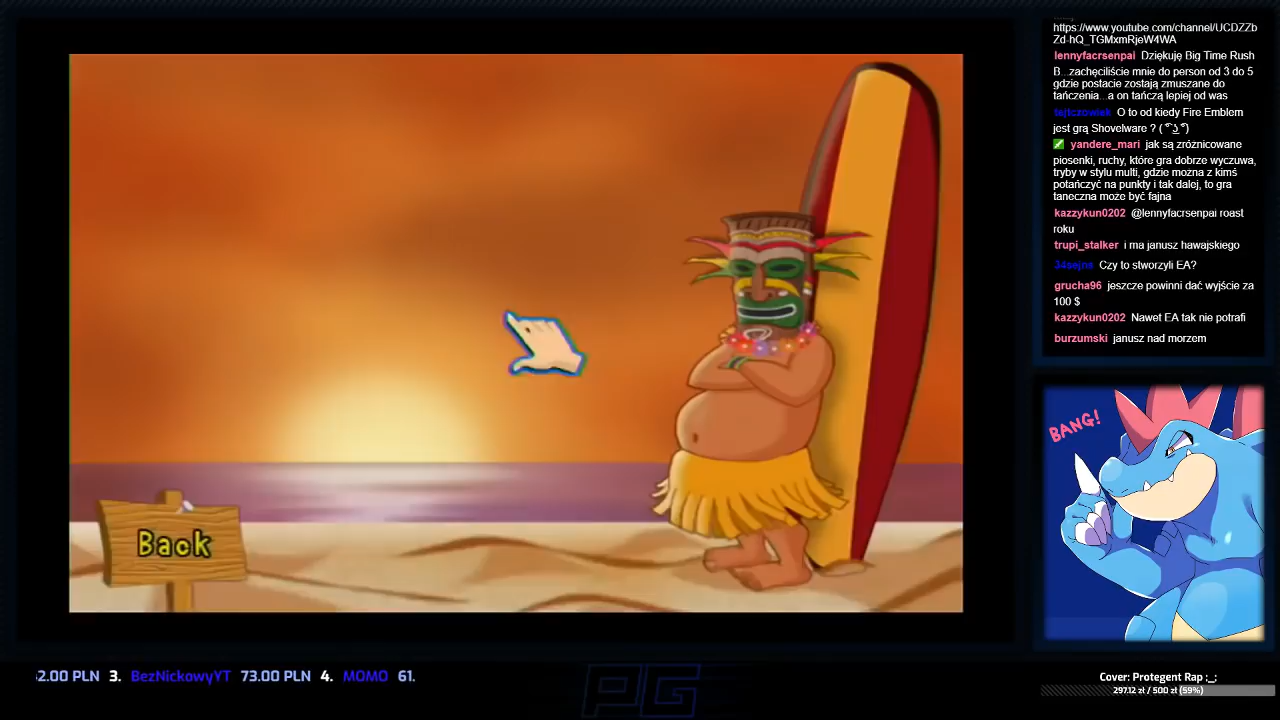 https://www.youtube.com/channel/UCDZZb
Zd-hQ_TGMxmRjeW4WA
lennyfacrsenpai Dziękuję Big Time Rush
B...zachęciliście mnie do person od 3 do 5
gdzie postacie zostają zmuszane do
tańczenia...a on tańczą lepiej od was
tajlczowiek O to od kiedy Fire Emblem
jest grą Shovelware ? ( ͡° ͜ʖ ͡°)
yandere_mari jak są zróznicowane
piosenki, ruchy, które gra dobrze wyczuwa,
tryby w stylu multi, gdzie mozna z kimś
potańczyć na punkty i tak dalej, to gra
taneczna może być fajna
kazzykun0202 @lennyfacrsenpai roast
roku
trupi_stalker i ma janusz hawajskiego
34sejna Czy to stworzyli EA?
grucha96 jeszcze powinni dać wyjście za
100 $
kazzykun0202 Nawet EA tak nie potrafi
burzumski janusz nad morzem
BANG!
Back
2.00 PLN 3. BezNickowyYT 73.00 PLN 4. MOMO 61.
PG
Cover: Protegent Rap :_:
297.12 zł / 500 zł (59%)